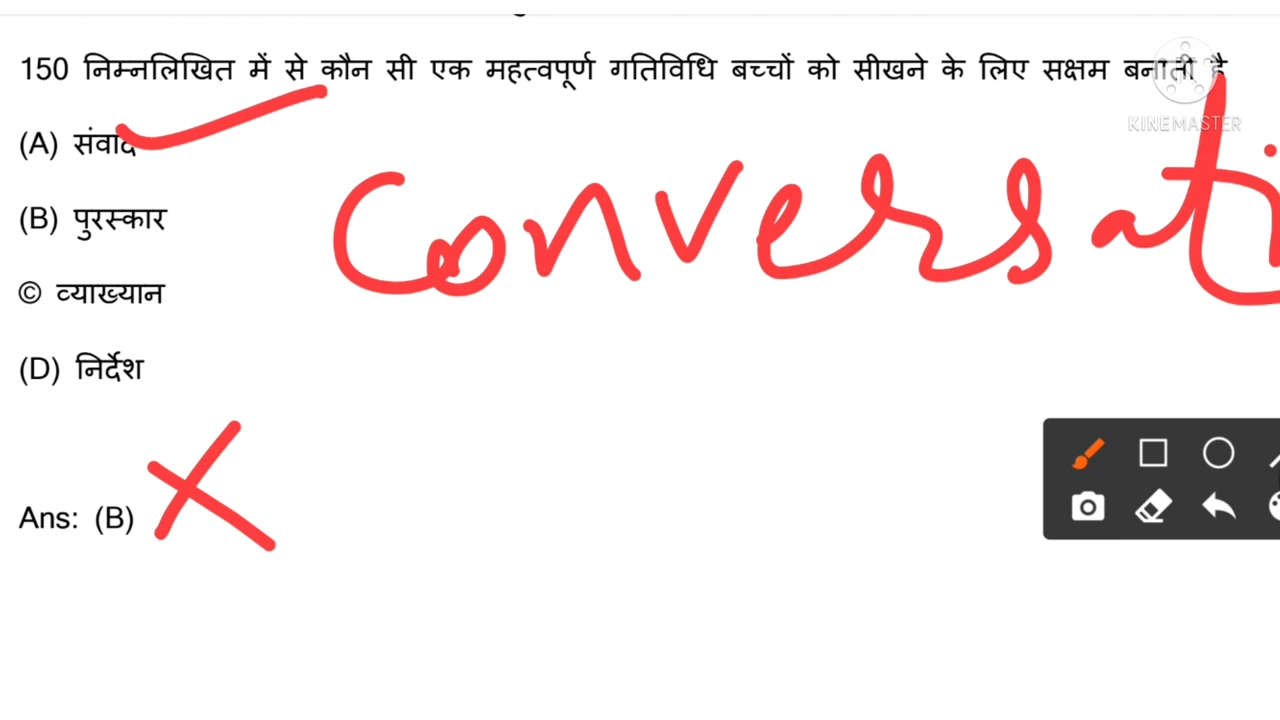 150 निम्नलिखित में से कौन सी एक महत्वपूर्ण गतिविधि बच्चों को सीखने के लिए सक्षम बनाती है
KINEMASTER
(A) संवाद
conversati
(B) पुरस्कार
© व्याख्यान
(D) निर्देश
Ans: (B)